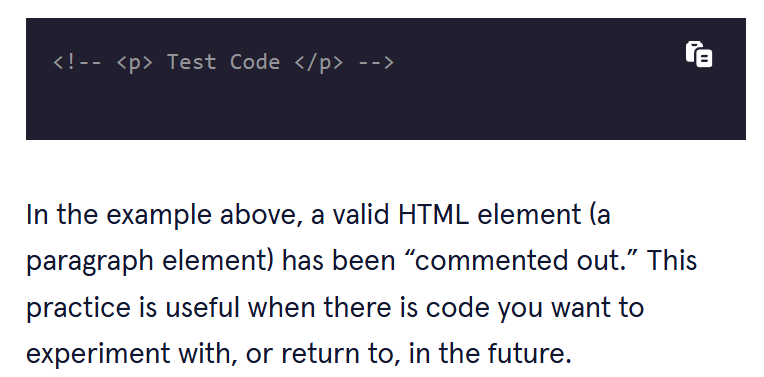 <!-- <p> Test Code </p> -->
In the example above, a valid HTML element (a
paragraph element) has been “commented out.” This
practice is useful when there is code you want to
experiment with, or return to, in the future.